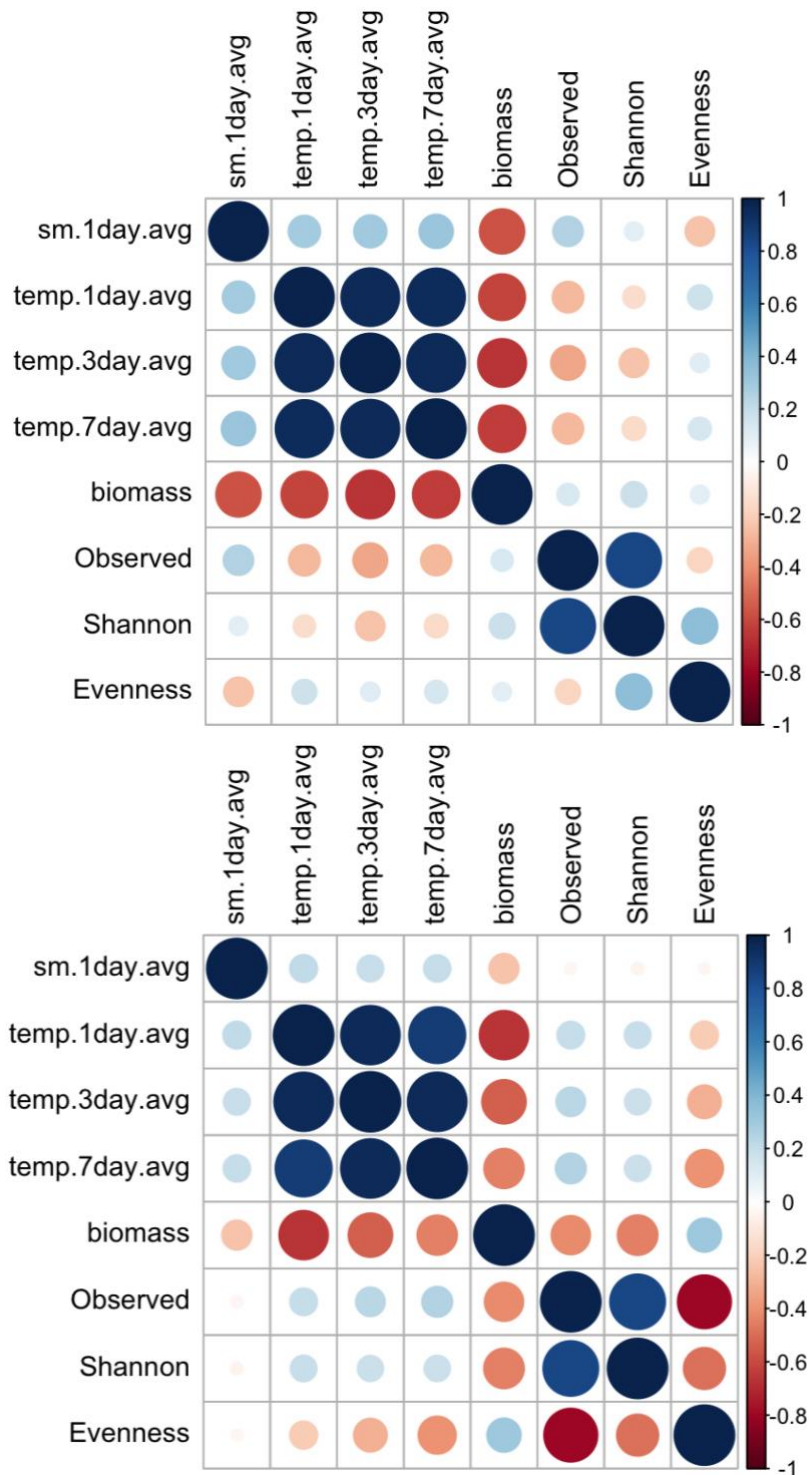 sm.1day.avg
temp.1day.avg
temp.3day.avg
temp.7day.avg
biomass
Observed
Shannon
Evenness
sm.1day.avg
temp.1day.avg
temp.3day.avg
temp.7day.avg
biomass
Observed
Shannon
Evenness
1
0.8
0.6
0.4
0.2
0
-0.2
-0.4
-0.6
-0.8
-1
sm.1day.avg
temp.1day.avg
temp.3day.avg
temp.7day.avg
biomass
Observed
Shannon
Evenness
sm.1day.avg
temp.1day.avg
temp.3day.avg
temp.7day.avg
biomass
Observed
Shannon
Evenness
1
0.8
0.6
0.4
0.2
0
-0.2
-0.4
-0.6
-0.8
-1